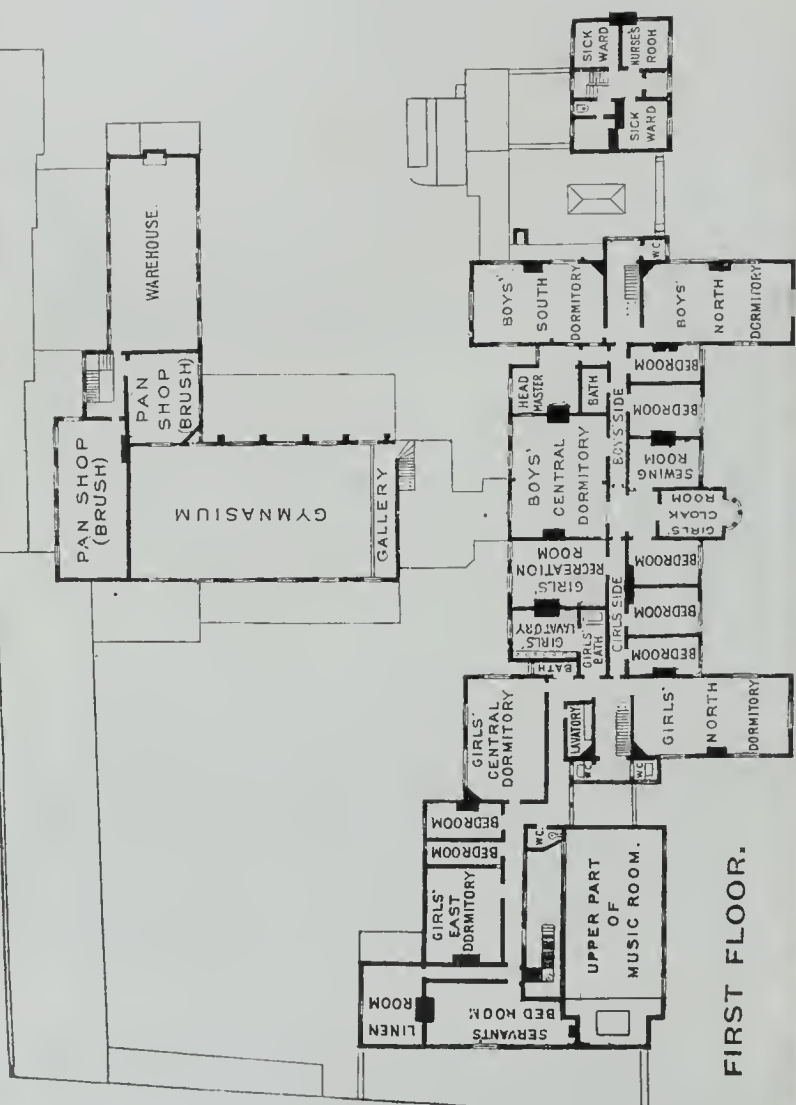 SICK
WARD
NURSE'S
ROOM
SICK
WARD
WAREHOUSE.
PAN
SHOP
(BRUSH)
PAN SHOP
(BRUSH)
GYMNASIUM
GALLERY
BOYS'
SOUTH
DORMITORY
W.C.
BOYS'
NORTH
DORMITORY
HEAD
MASTER
BATH
BOYS' SIDE
BEDROOM
BEDROOM
SEWING
ROOM
BOYS'
CENTRAL
DORMITORY
GIRLS'
CLOAK
ROOM
GIRLS'
RECREATION
ROOM
GIRLS'
LAVATORY
BATH
GIRLS'
BATH
GIRLS SIDE
BEDROOM
BEDROOM
BEDROOM
GIRLS'
CENTRAL
DORMITORY
LAVATORY
W.C.
W.C.
GIRLS'
NORTH
DORMITORY
BEDROOM
BEDROOM
GIRLS'
EAST
DORMITORY
W.C.
LINEN
ROOM
SERVANTS
BED ROOM
UPPER PART
OF
MUSIC ROOM.
FIRST FLOOR.